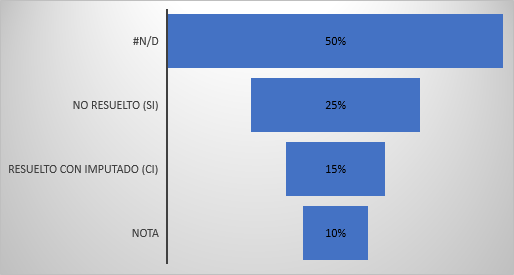 #N/D
50%
NO RESUELTO (SI)
25%
RESUELTO CON IMPUTADO (CI)
15%
NOTA
10%